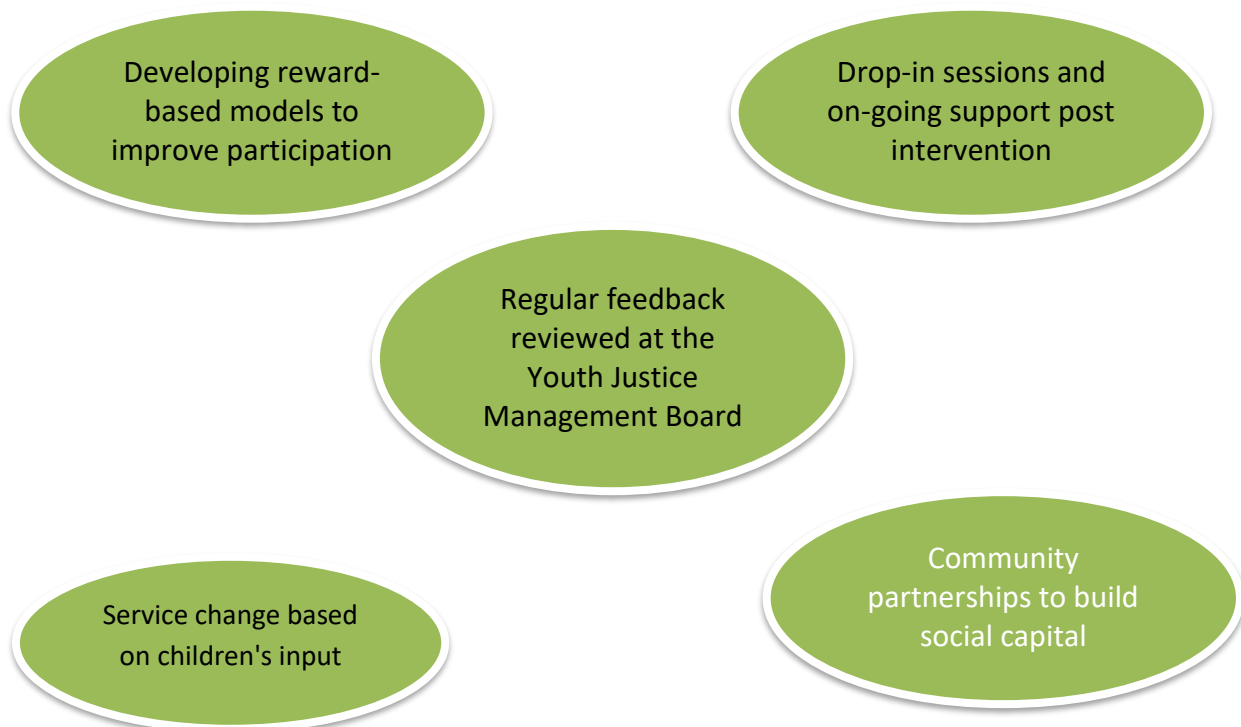 Developing reward-
based models to
improve participation
Drop-in sessions and
on-going support post
intervention
Regular feedback
reviewed at the
Youth Justice
Management Board
Service change based
on children's input
Community
partnerships to build
social capital